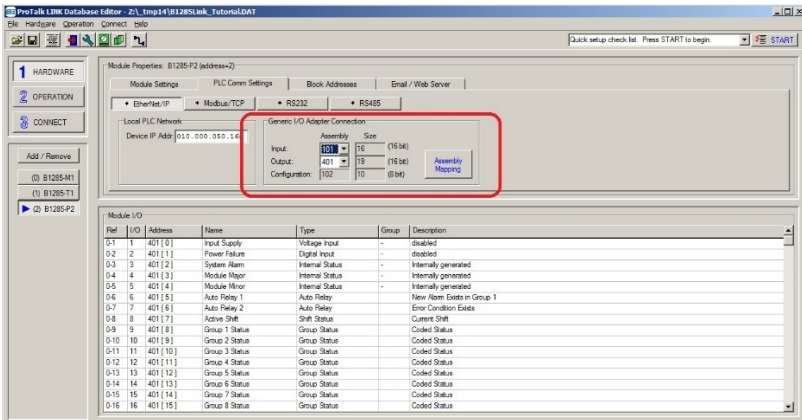 ProTalk LINK Database Editor - Z:\_tmp14\B1285Link_Tutorial.DAT
File Hardware Operation Connect Help
Quick setup check list. Press START to begin. START
1 HARDWARE
2 OPERATION
3 CONNECT
Add / Remove
(0) B1285-M1
(1) B1285-T1
(2) B1285-P2
Module Properties: B1285-P2 (address=2)
Module Settings PLC Comm Settings Block Addresses Email / Web Server
EtherNet/IP Modbus/TCP RS232 RS485
Local PLC Network
Device IP Addr:
Generic I/O Adapter Connection
Assembly Size
Input: 101 16 (16 bit)
Output: 401 19 (16 bit)
Configuration: 102 10 (8 bit)
Assembly Mapping
Module I/O
Ref I/O Address Name Type Group Description
0-1 1 401 [ 0 ] Input Supply Voltage Input - disabled
0-2 2 401 [ 1 ] Power Failure Digital Input - disabled
0-3 3 401 [ 2 ] System Alarm Internal Status - Internally generated
0-4 4 401 [ 3 ] Module Major Internal Status - Internally generated
0-5 5 401 [ 4 ] Module Minor Internal Status - Internally generated
0-6 6 401 [ 5 ] Auto Relay 1 Auto Relay New Alarm Exists in Group 1
0-7 7 401 [ 6 ] Auto Relay 2 Auto Relay Error Condition Exists
0-8 8 401 [ 7 ] Active Shift Shift Status Current Shift
0-9 9 401 [ 8 ] Group 1 Status Group Status Coded Status
0-10 10 401 [ 9 ] Group 2 Status Group Status Coded Status
0-11 11 401 [ 10 ] Group 3 Status Group Status Coded Status
0-12 12 401 [ 11 ] Group 4 Status Group Status Coded Status
0-13 13 401 [ 12 ] Group 5 Status Group Status Coded Status
0-14 14 401 [ 13 ] Group 6 Status Group Status Coded Status
0-15 15 401 [ 14 ] Group 7 Status Group Status Coded Status
0-16 16 401 [ 15 ] Group 8 Status Group Status Coded Status